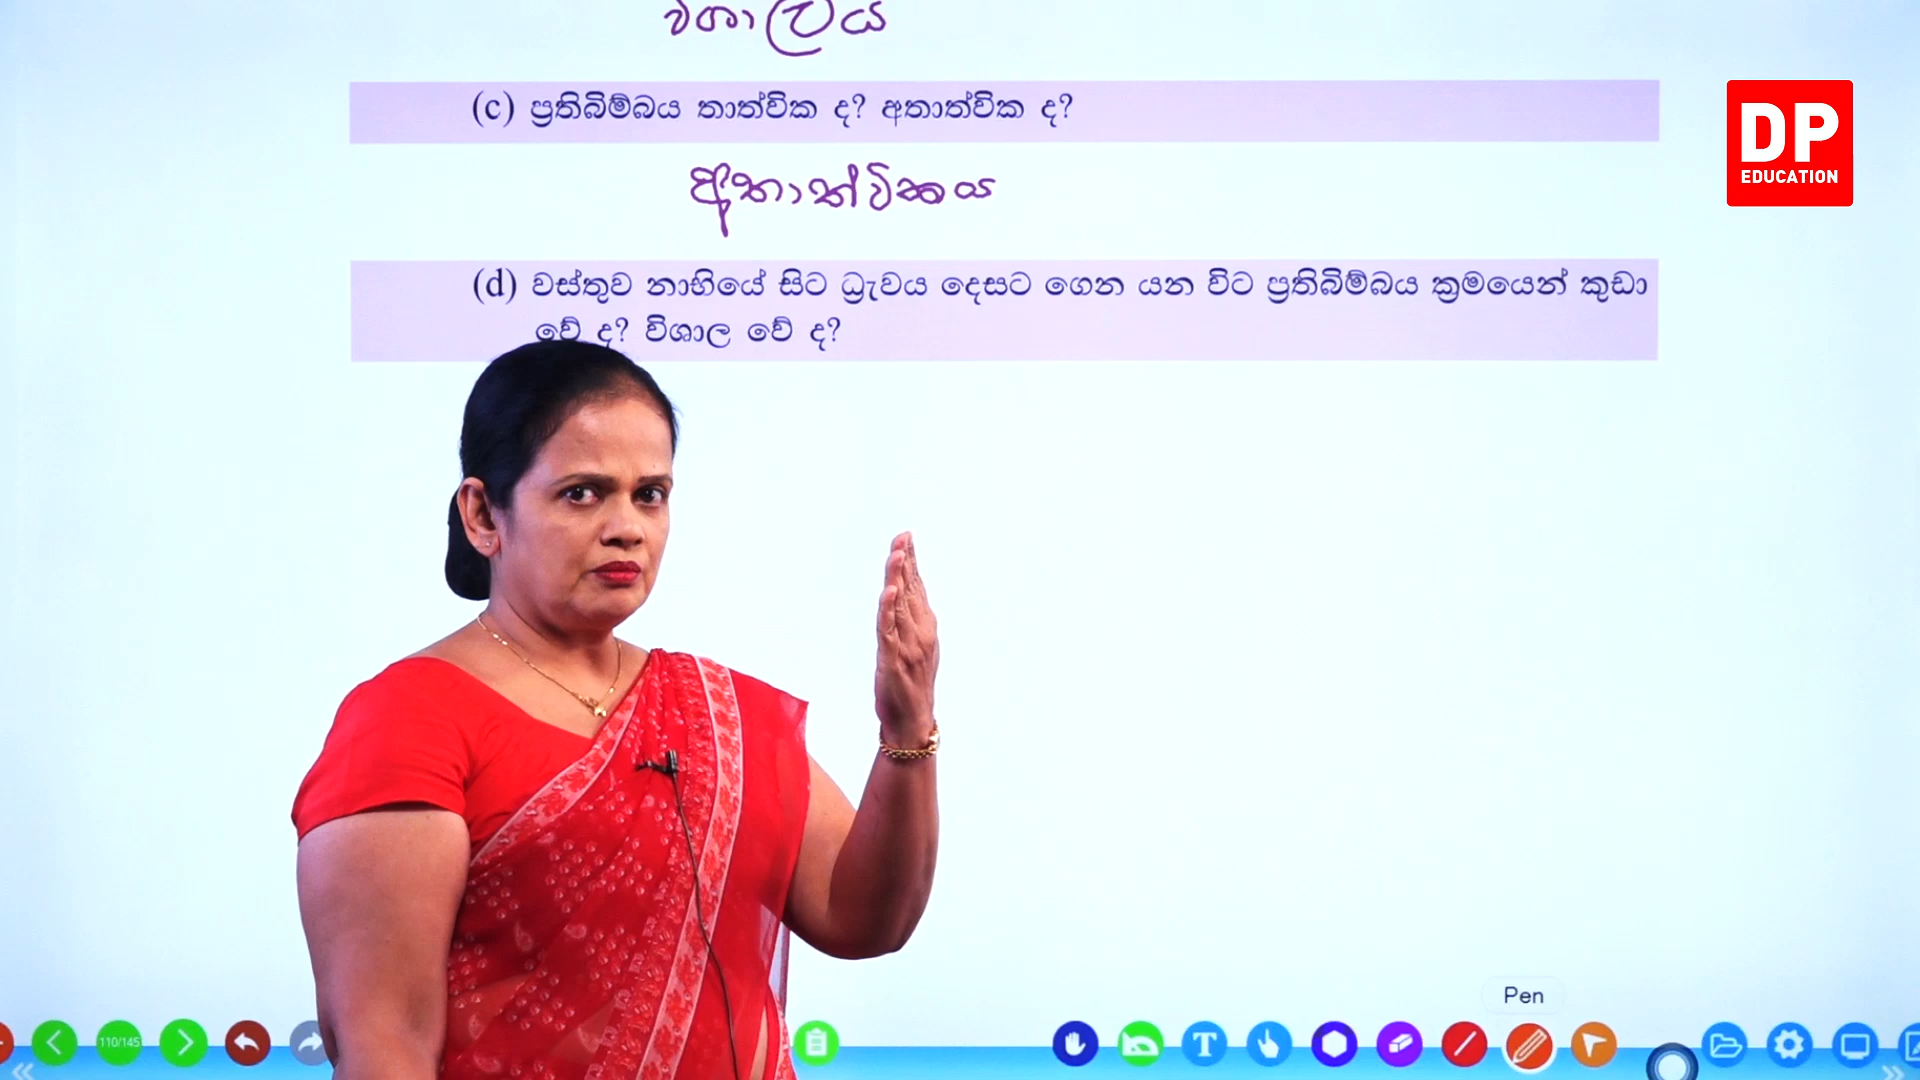 විශාලය
(c) ප්‍රතිබිම්බය තාත්වික ද? අතාත්වික ද?
DP
EDUCATION
අතාත්විකය
(d) වස්තුව නාභියේ සිට ධ්‍රැවය දෙසට ගෙන යන විට ප්‍රතිබිම්බය ක්‍රමයෙන් කුඩා
වේ ද? විශාල වේ ද?
Pen
110/145
T